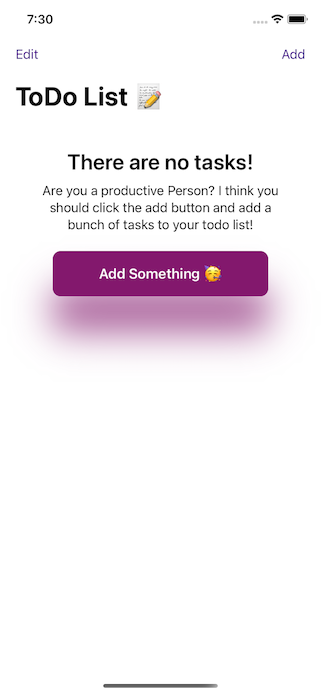 7:30
Edit
Add
ToDo List 📝
There are no tasks!
Are you a productive Person? I think you
should click the add button and add a
bunch of tasks to your todo list!
Add Something 🥳